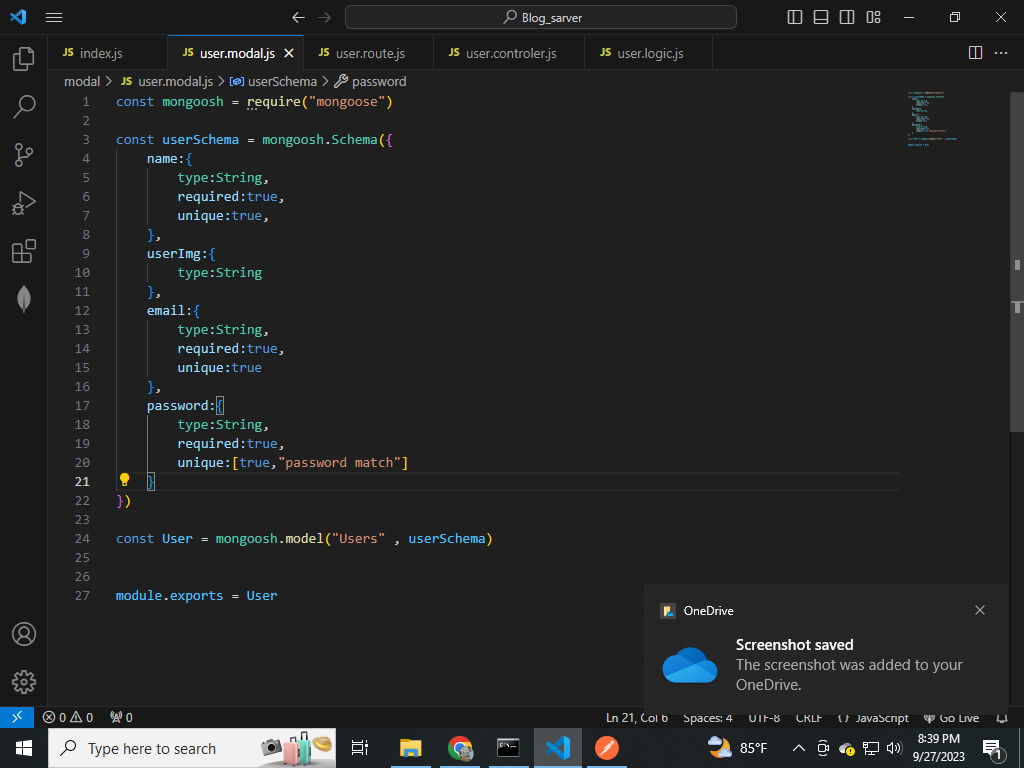 Blog_sarver
JS index.js
JS user.modal.js
JS user.route.js
JS user.controler.js
JS user.logic.js
modal > JS user.modal.js > userSchema > password
1 const mongoosh = require("mongoose")
2
3 const userSchema = mongoosh.Schema({
4 name:{
5 type:String,
6 required:true,
7 unique:true,
8 },
9 userImg:{
10 type:String
11 },
12 email:{
13 type:String,
14 required:true,
15 unique:true
16 },
17 password:{
18 type:String,
19 required:true,
20 unique:[true,"password match"]
21 }
22 })
23
24 const User = mongoosh.model("Users" , userSchema)
25
26
27 module.exports = User
OneDrive
Screenshot saved
The screenshot was added to your
OneDrive.
0 0 0
Ln 21, Col 6 Spaces: 4 UTF-8 CRLF {} JavaScript Go Live
Type here to search
85°F
8:39 PM
9/27/2023
1